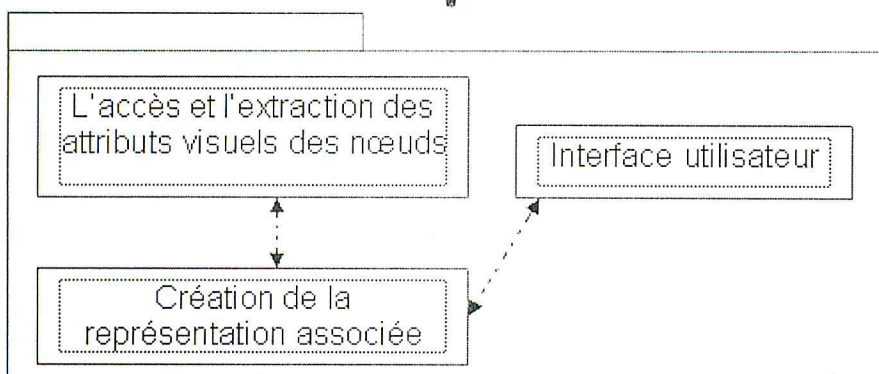 L'accès et l'extraction des
attributs visuels des nœuds
Interface utilisateur
Création de la
représentation associée